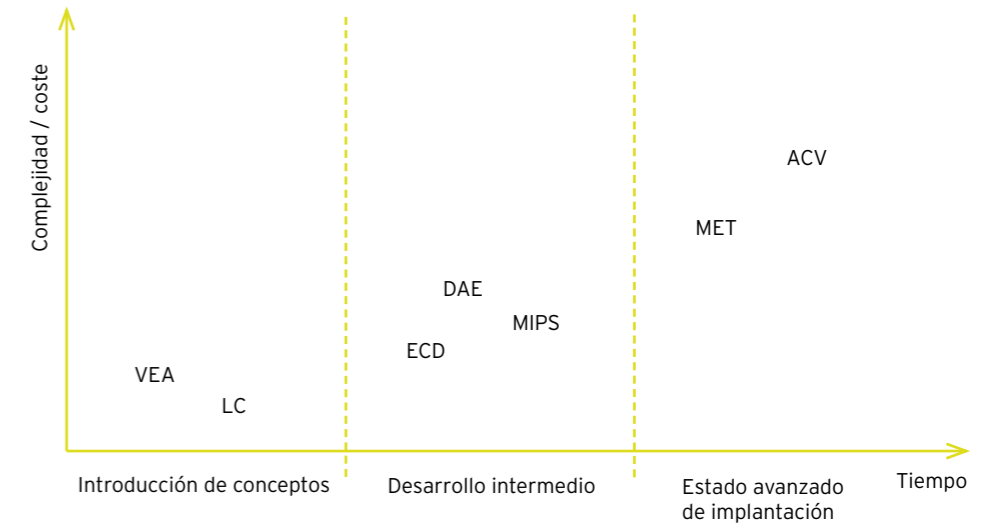 Complejidad / coste
ACV
MET
DAE
MIPS
ECD
VEA
LC
Introducción de conceptos
Desarrollo intermedio
Estado avanzado
de implantación
Tiempo